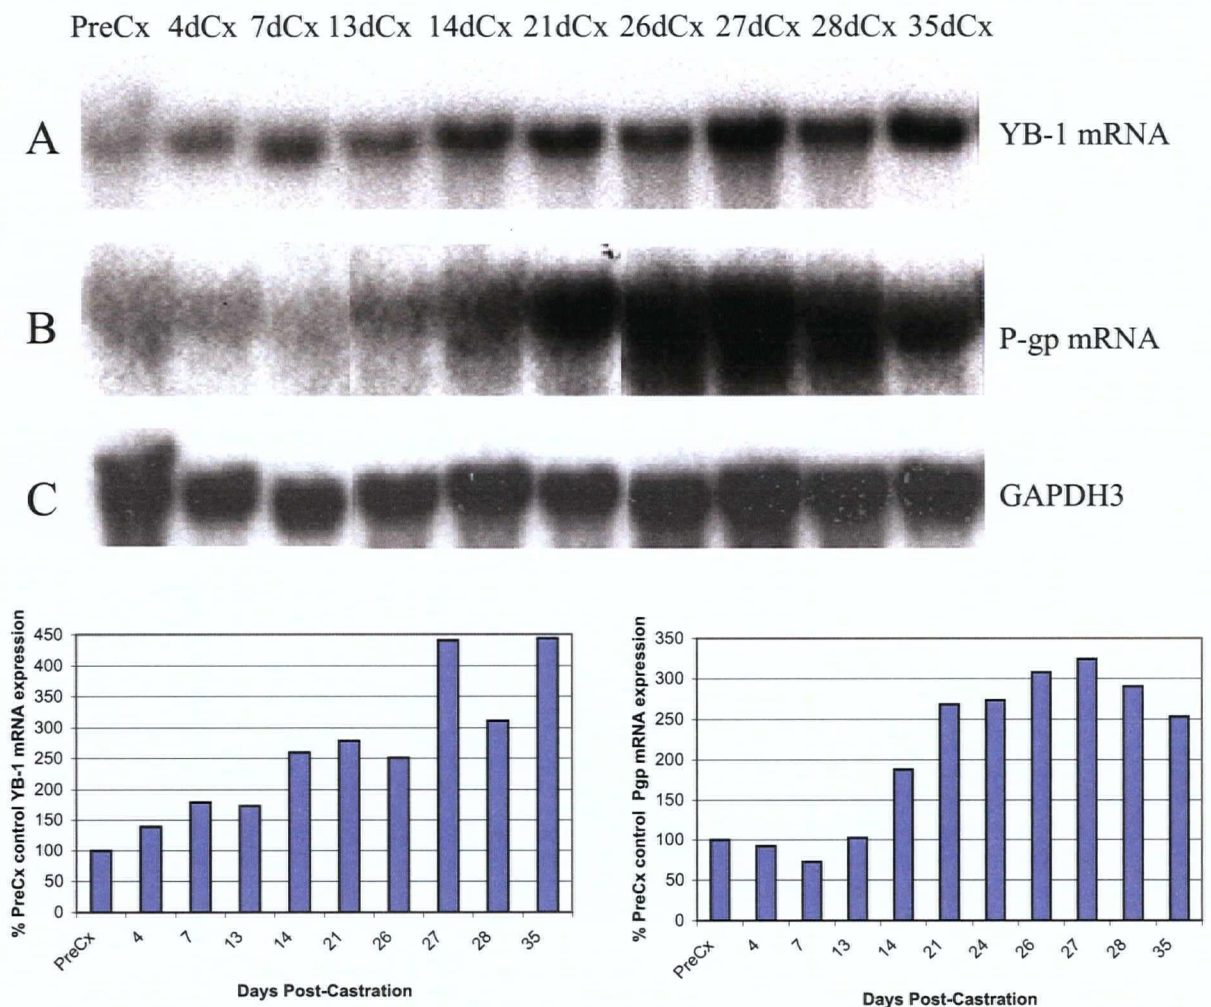 PreCx 4dCx 7dCx 13dCx 14dCx 21dCx 26dCx 27dCx 28dCx 35dCx
A
YB-1 mRNA
B
P-gp mRNA
C
GAPDH3
% PreCx control YB-1 mRNA expression
450
400
350
300
250
200
150
100
50
0
PreCx 4 7 13 14 21 26 27 28 35
Days Post-Castration
% PreCx control Pgp mRNA expression
350
300
250
200
150
100
50
0
PreCx 4 7 13 14 21 24 26 27 28 35
Days Post-Castration